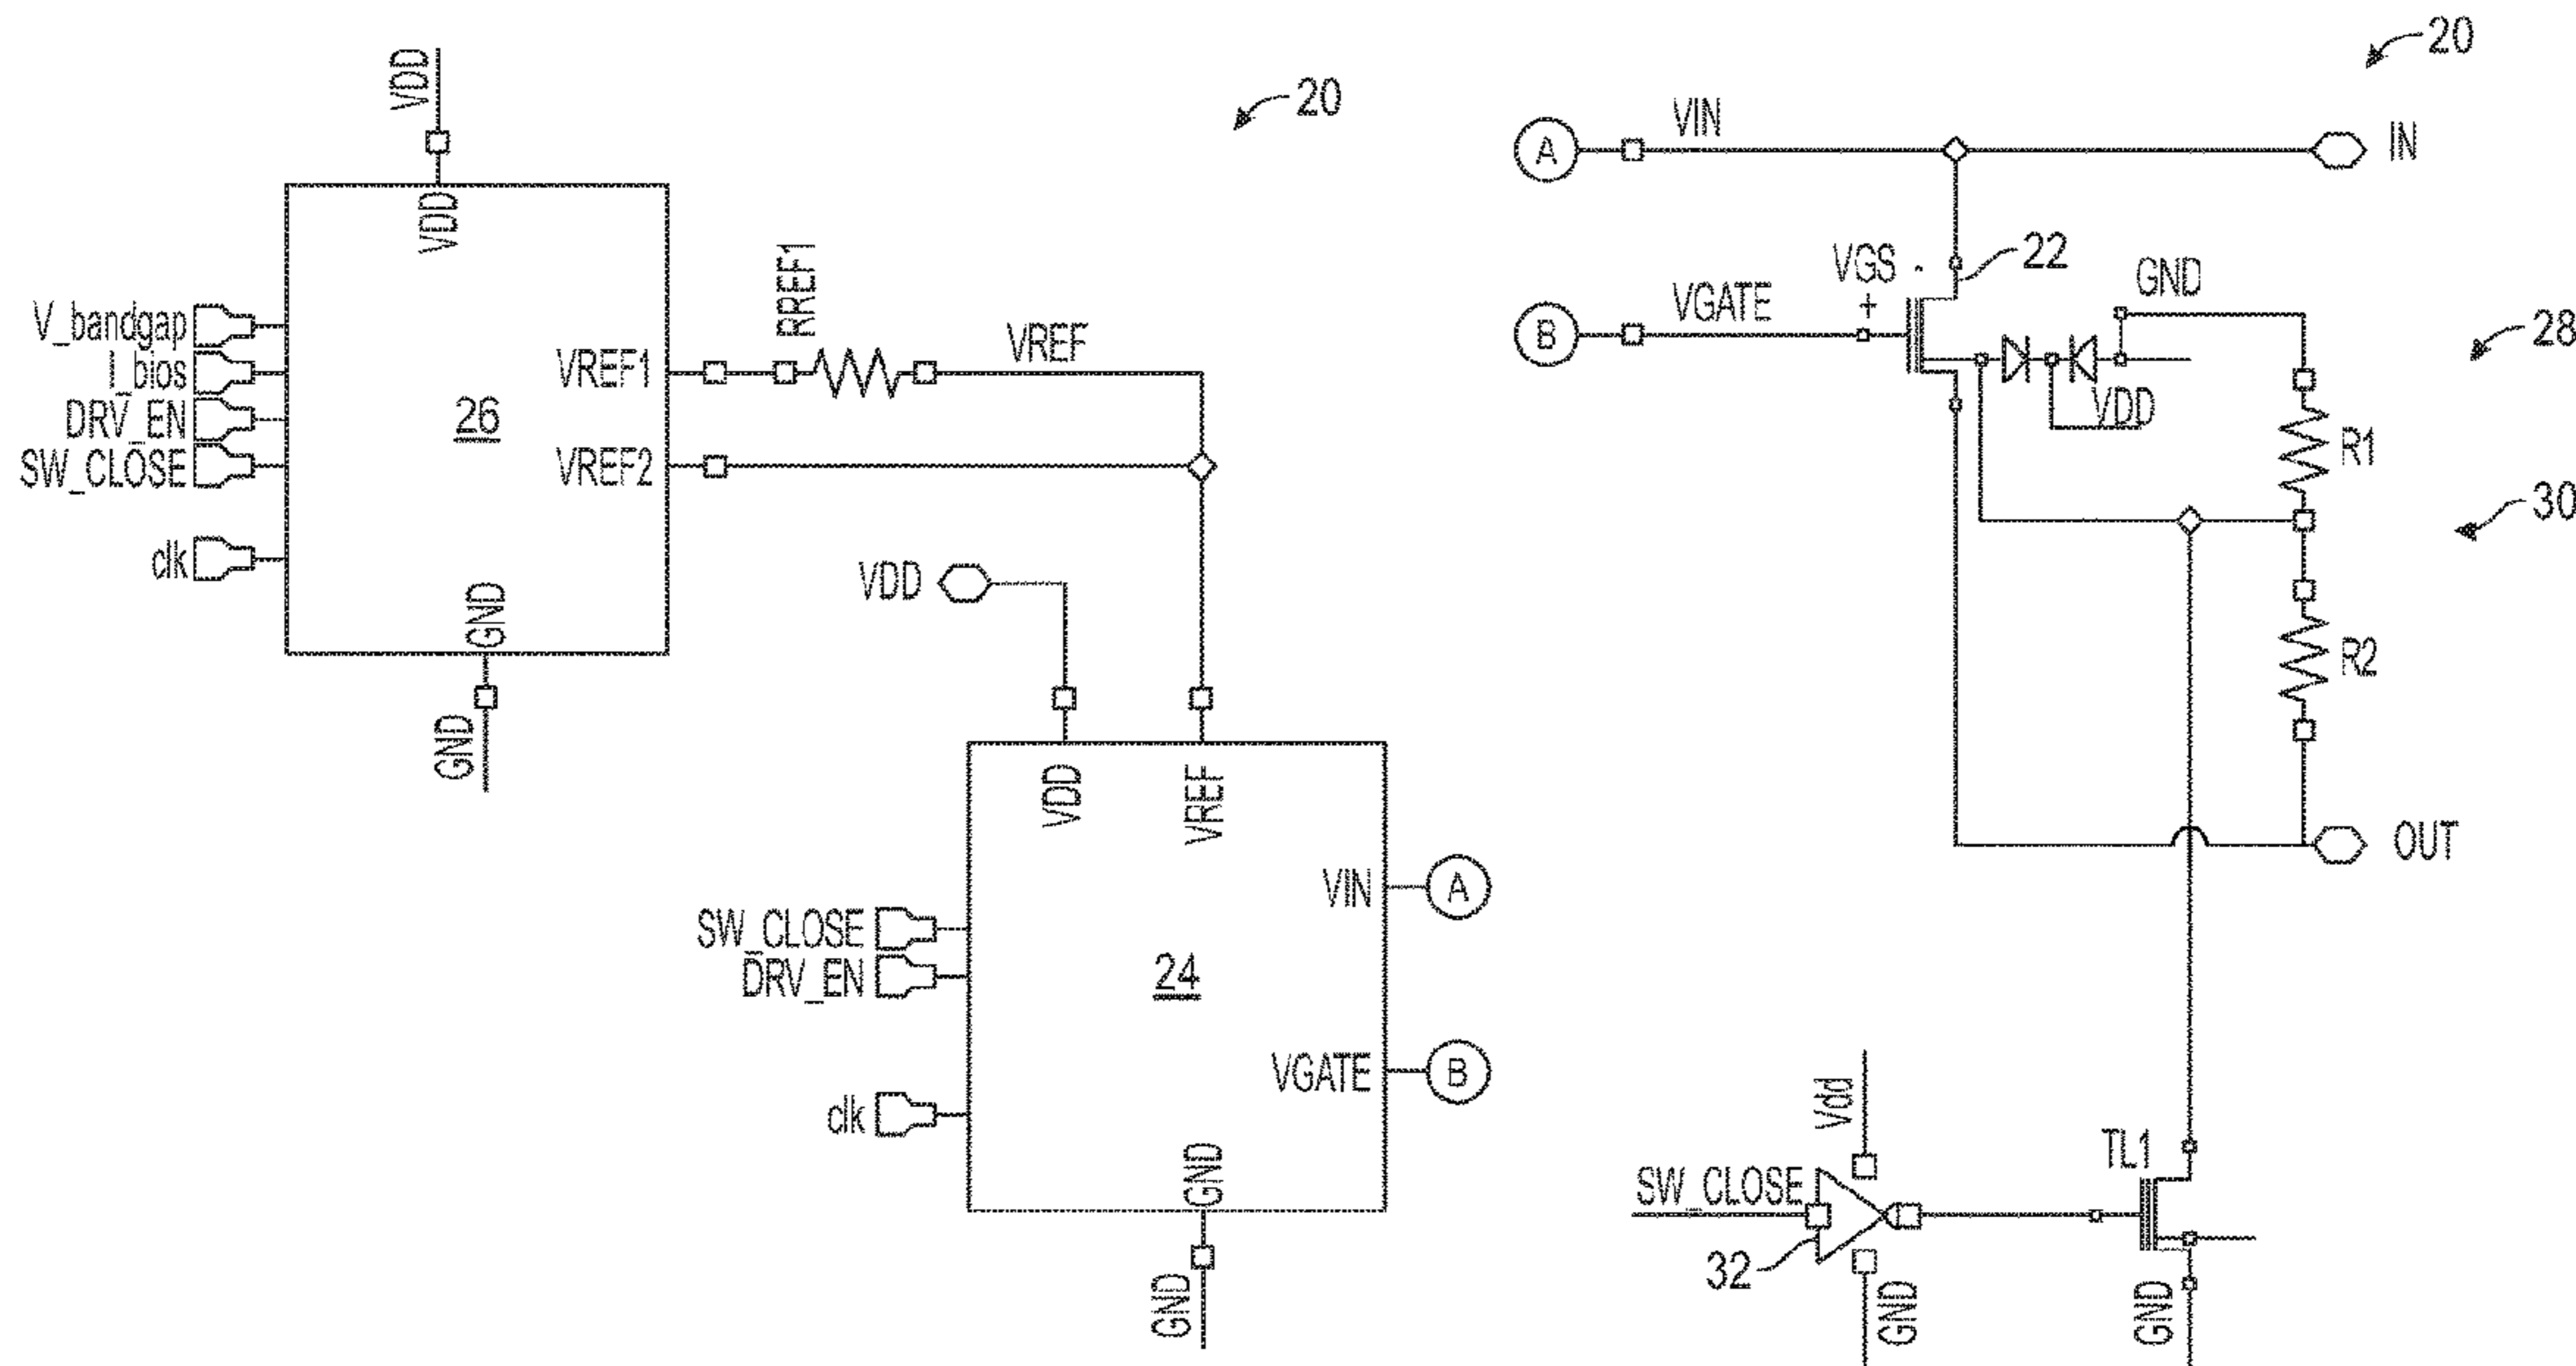 VDD
20
VDD
V_bandgap
I_bios
DRV_EN
SW_CLOSE
clk
26
VREF1
VREF2
GND
GND
RREF1
VREF
VDD
VDD
VREF
SW_CLOSE
DRV_EN
clk
24
VIN
A
VGATE
B
GND
GND
20
A
VIN
IN
B
VGATE
VGS
-
+
22
GND
VDD
28
R1
30
R2
OUT
Vdd
SW_CLOSE
32
GND
TL1
GND